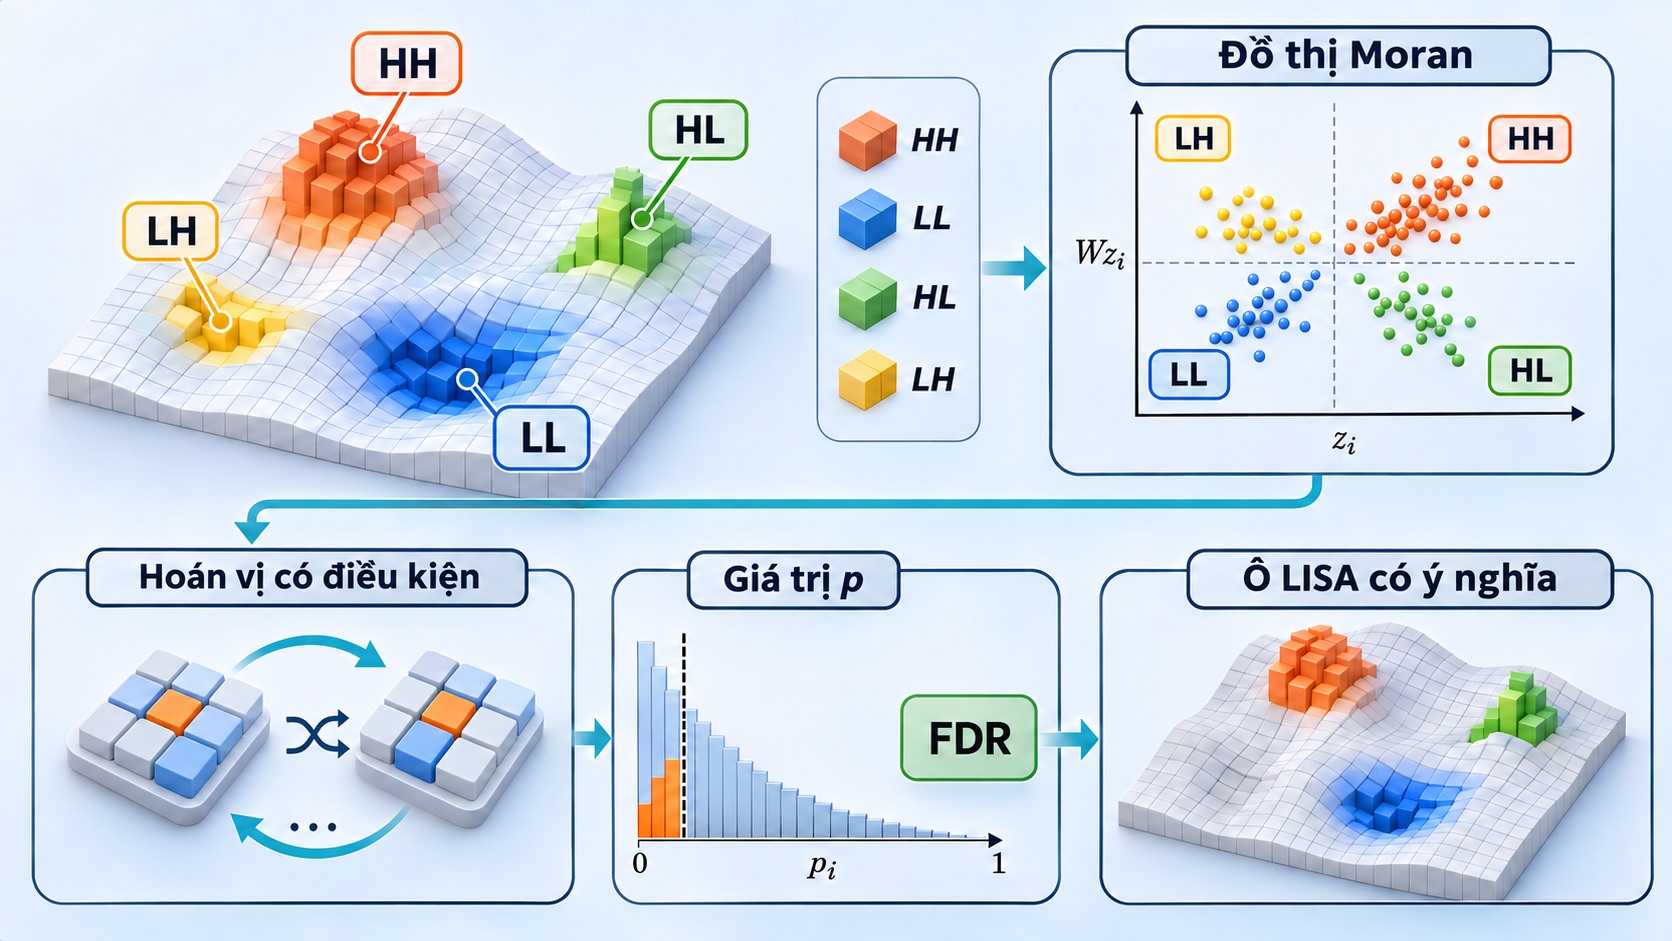 HH
HL
LH
LL
HH
LL
HL
LH
Đồ thị Moran
LH
HH
Wz_i
LL
HL
z_i
Hoán vị có điều kiện
...
Giá trị p
FDR
0
p_i
1
Ô LISA có ý nghĩa